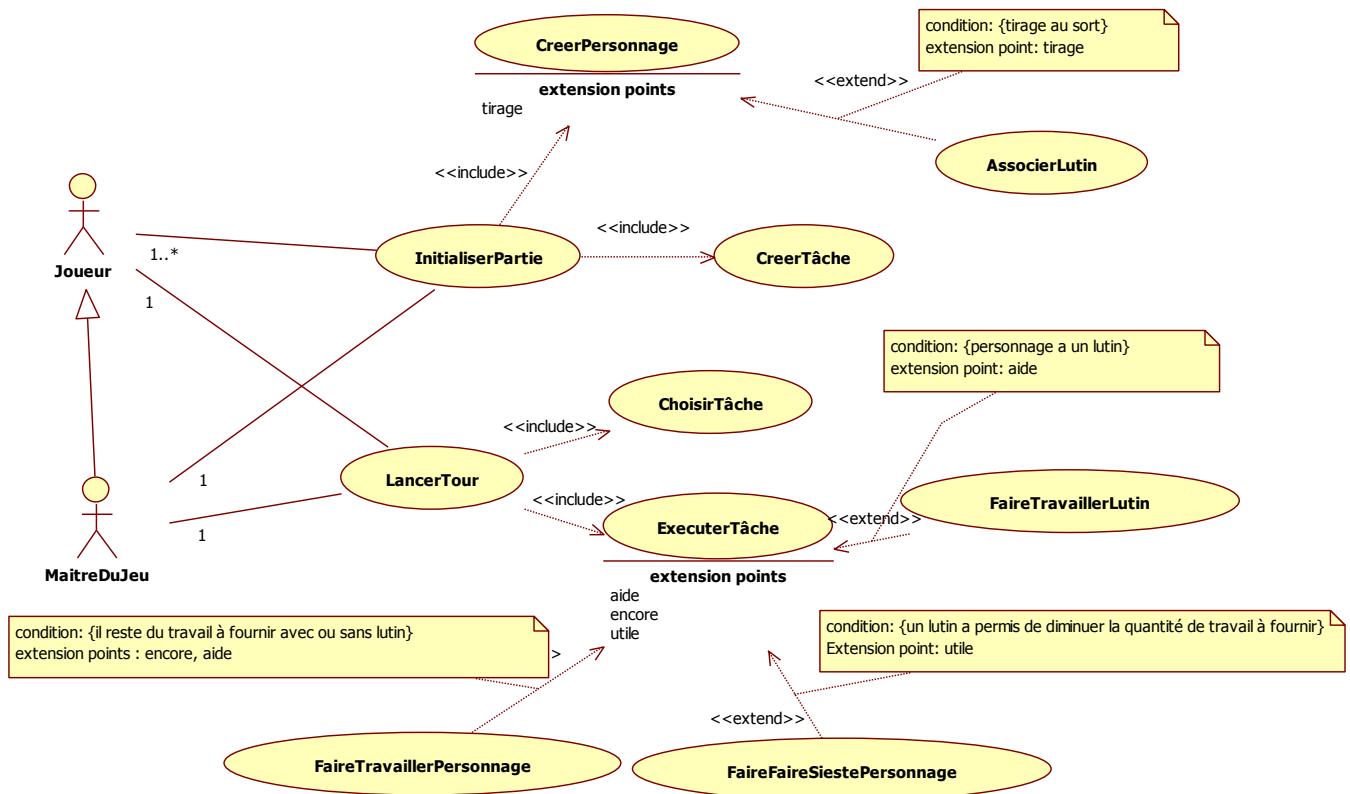 CreerPersonnage
extension points
tirage
condition: {tirage au sort}
extension point: tirage
<<extend>>
AssocierLutin
<<include>>
Joueur
1..*
1
InitialiserPartie
<<include>>
CreerTâche
condition: {personnage a un lutin}
extension point: aide
ChoisirTâche
<<include>>
LancerTour
1
1
MaitreDuJeu
<<include>>
ExecuterTâche
<<extend>>
FaireTravaillerLutin
extension points
aide
encore
utile
condition: {il reste du travail à fournir avec ou sans lutin}
extension points : encore, aide
>
condition: {un lutin a permis de diminuer la quantité de travail à fournir}
Extension point: utile
<<extend>>
FaireTravaillerPersonnage
FaireFaireSiestePersonnage